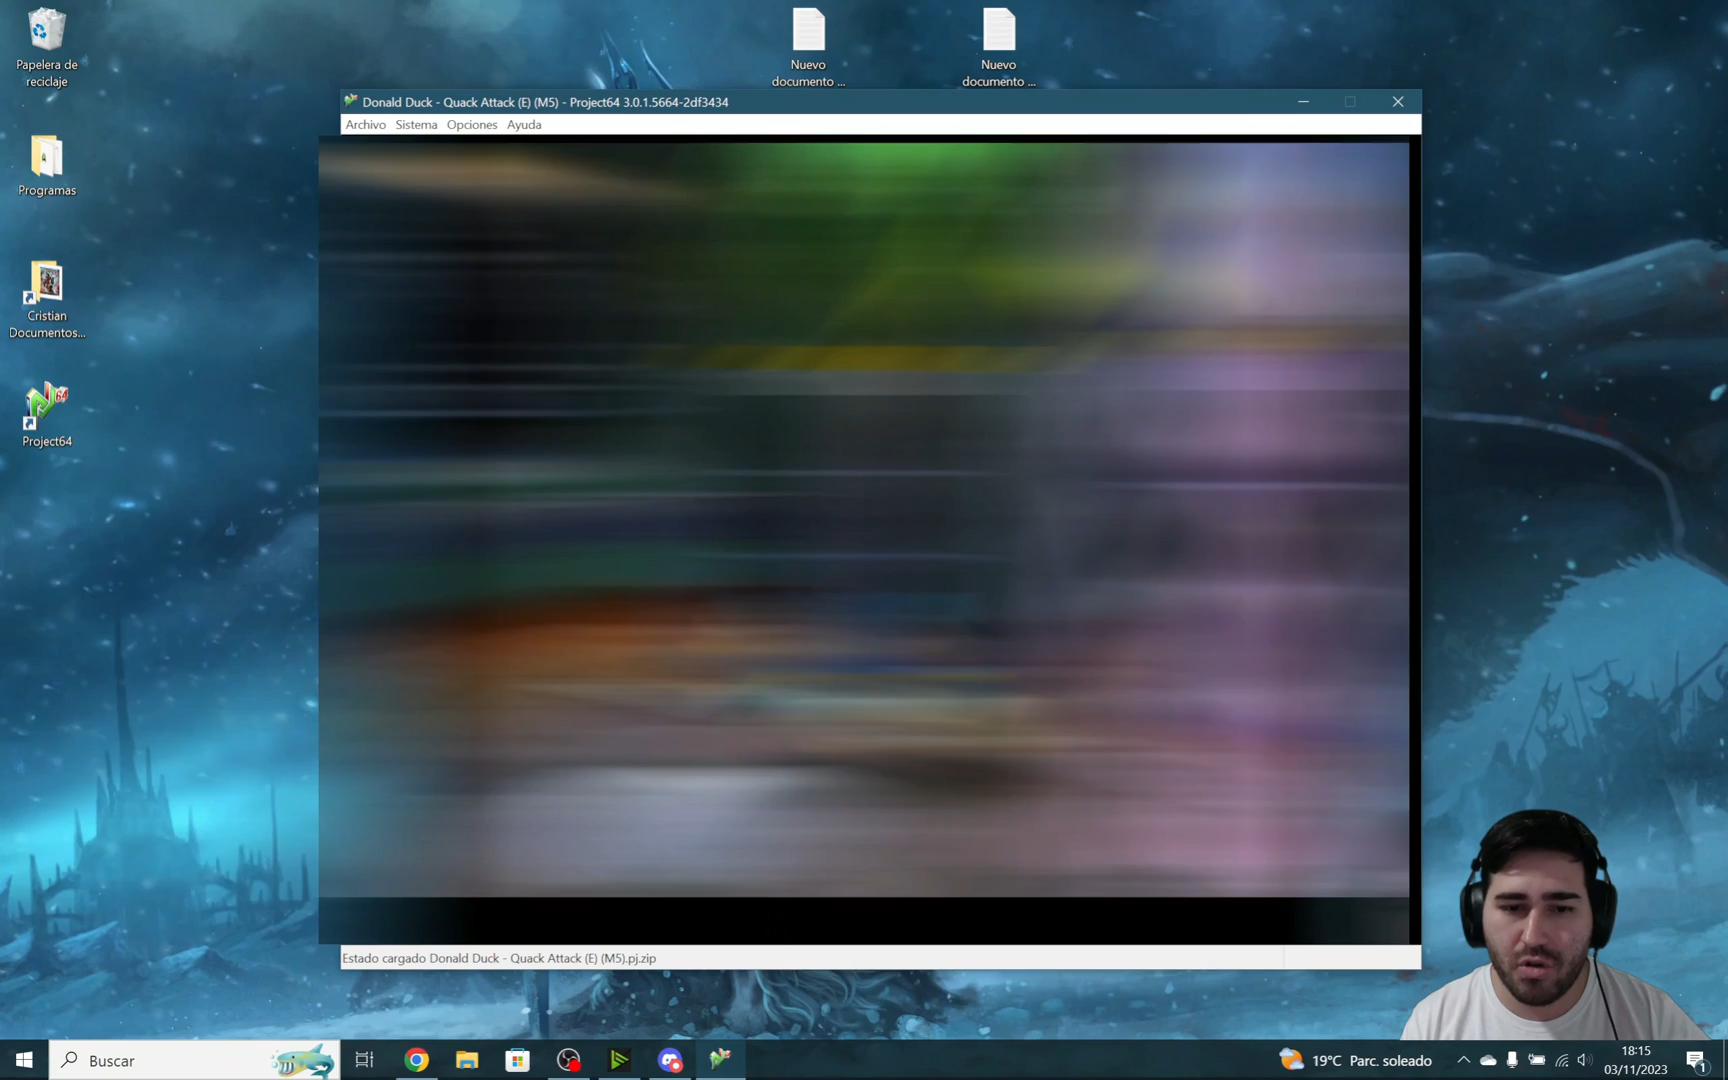 Papelera de
reciclaje
Nuevo
documento ...
Nuevo
documento ...
Donald Duck - Quack Attack (E) (M5) - Project64 3.0.1.5664-2df3434
Archivo Sistema Opciones Ayuda
Programas
Cristian
Documentos...
64
Project64
Estado cargado Donald Duck - Quack Attack (E) (M5).pj.zip
Buscar
19°C Parc. soleado
18:15
03/11/2023
1